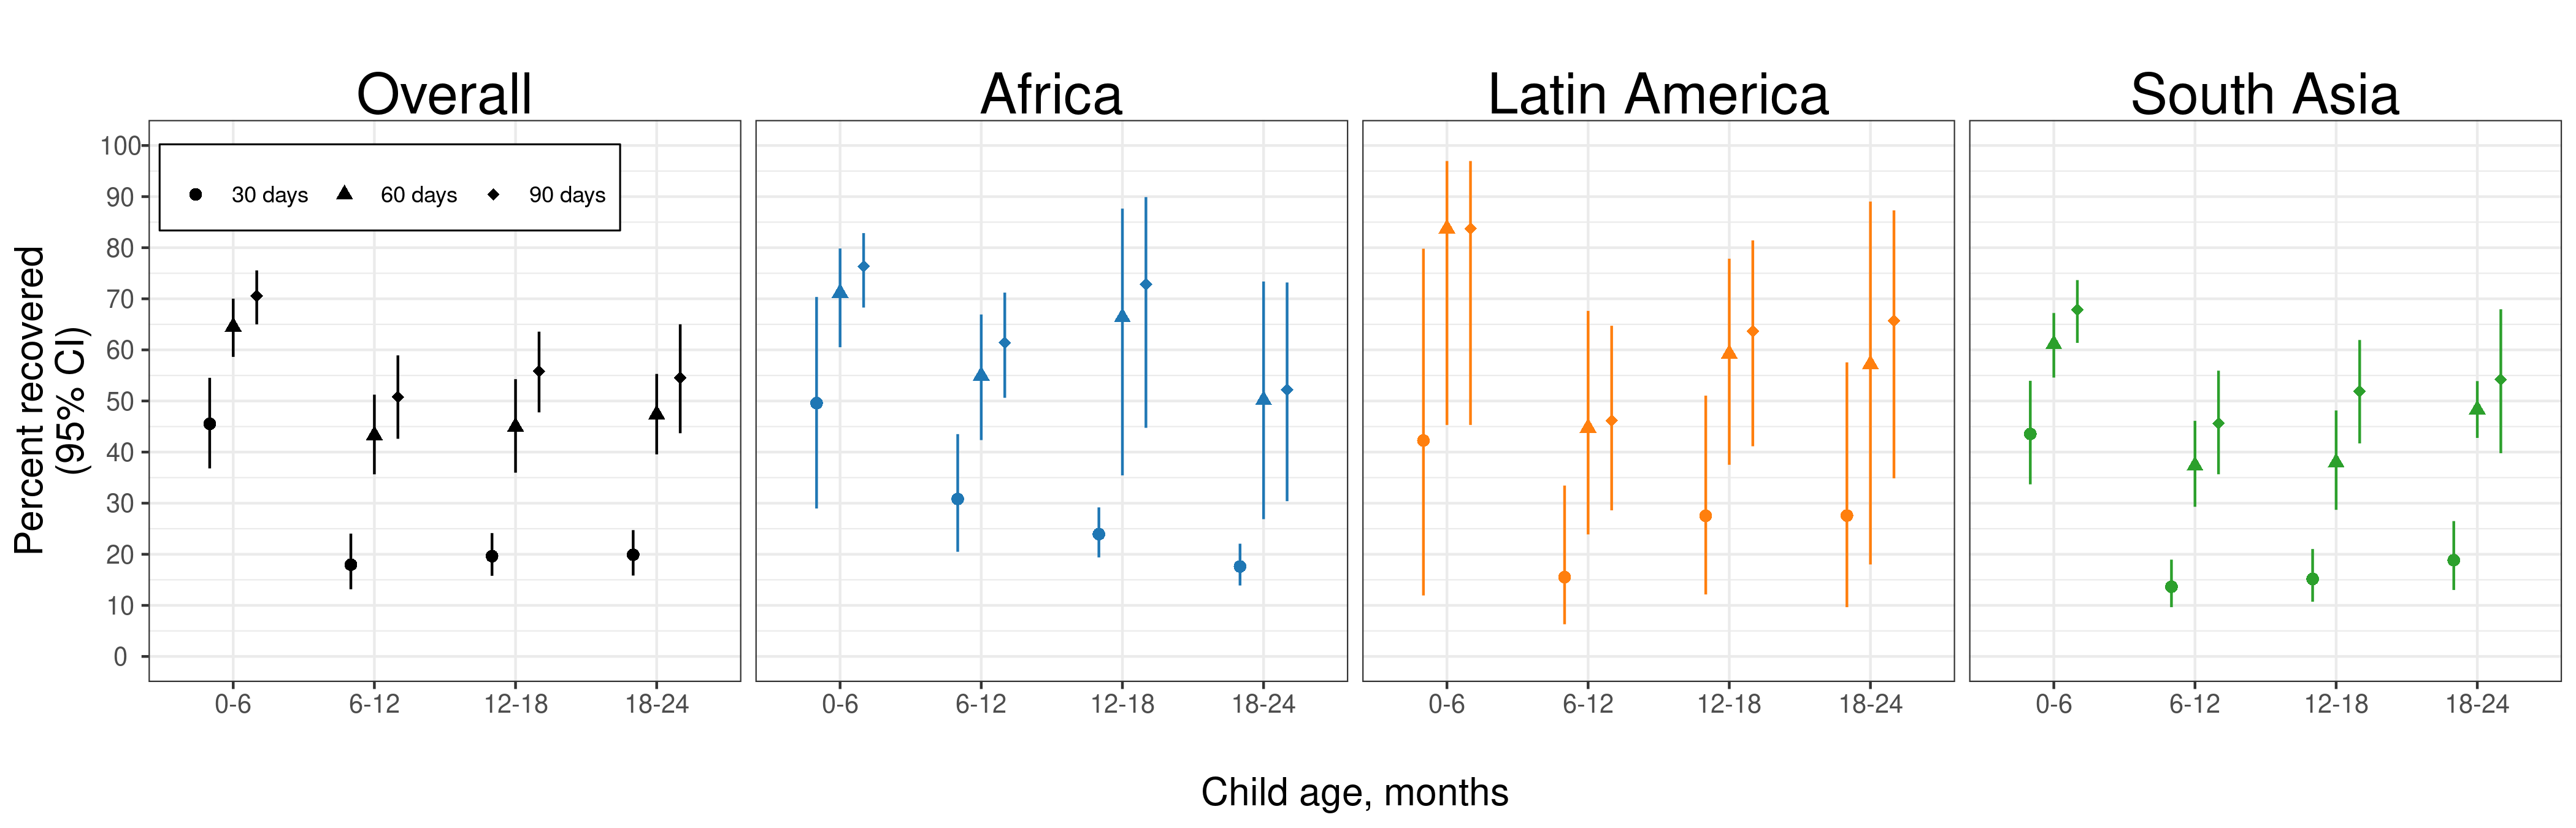 Overall
Africa
Latin America
South Asia
Percent recovered
(95% CI)
100
90
80
70
60
50
40
30
20
10
0
30 days 60 days 90 days
0-6 6-12 12-18 18-24
0-6 6-12 12-18 18-24
0-6 6-12 12-18 18-24
0-6 6-12 12-18 18-24
Child age, months